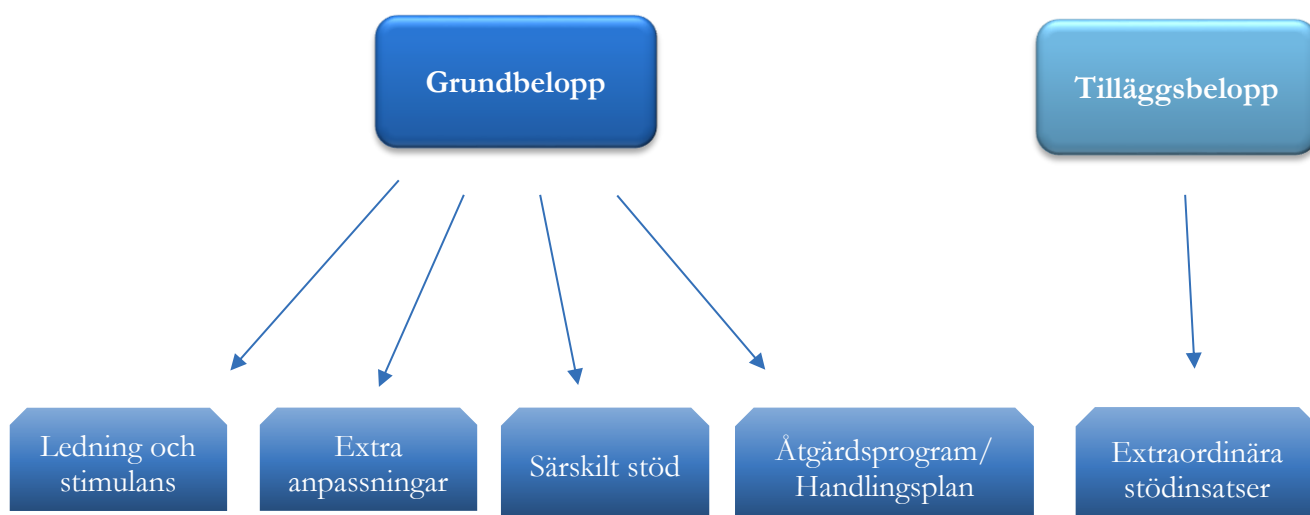 Grundbelopp
Tilläggsbelopp
Ledning och
stimulans
Extra
anpassningar
Särskilt stöd
Åtgärdsprogram/
Handlingsplan
Extraordinära
stödinsatser